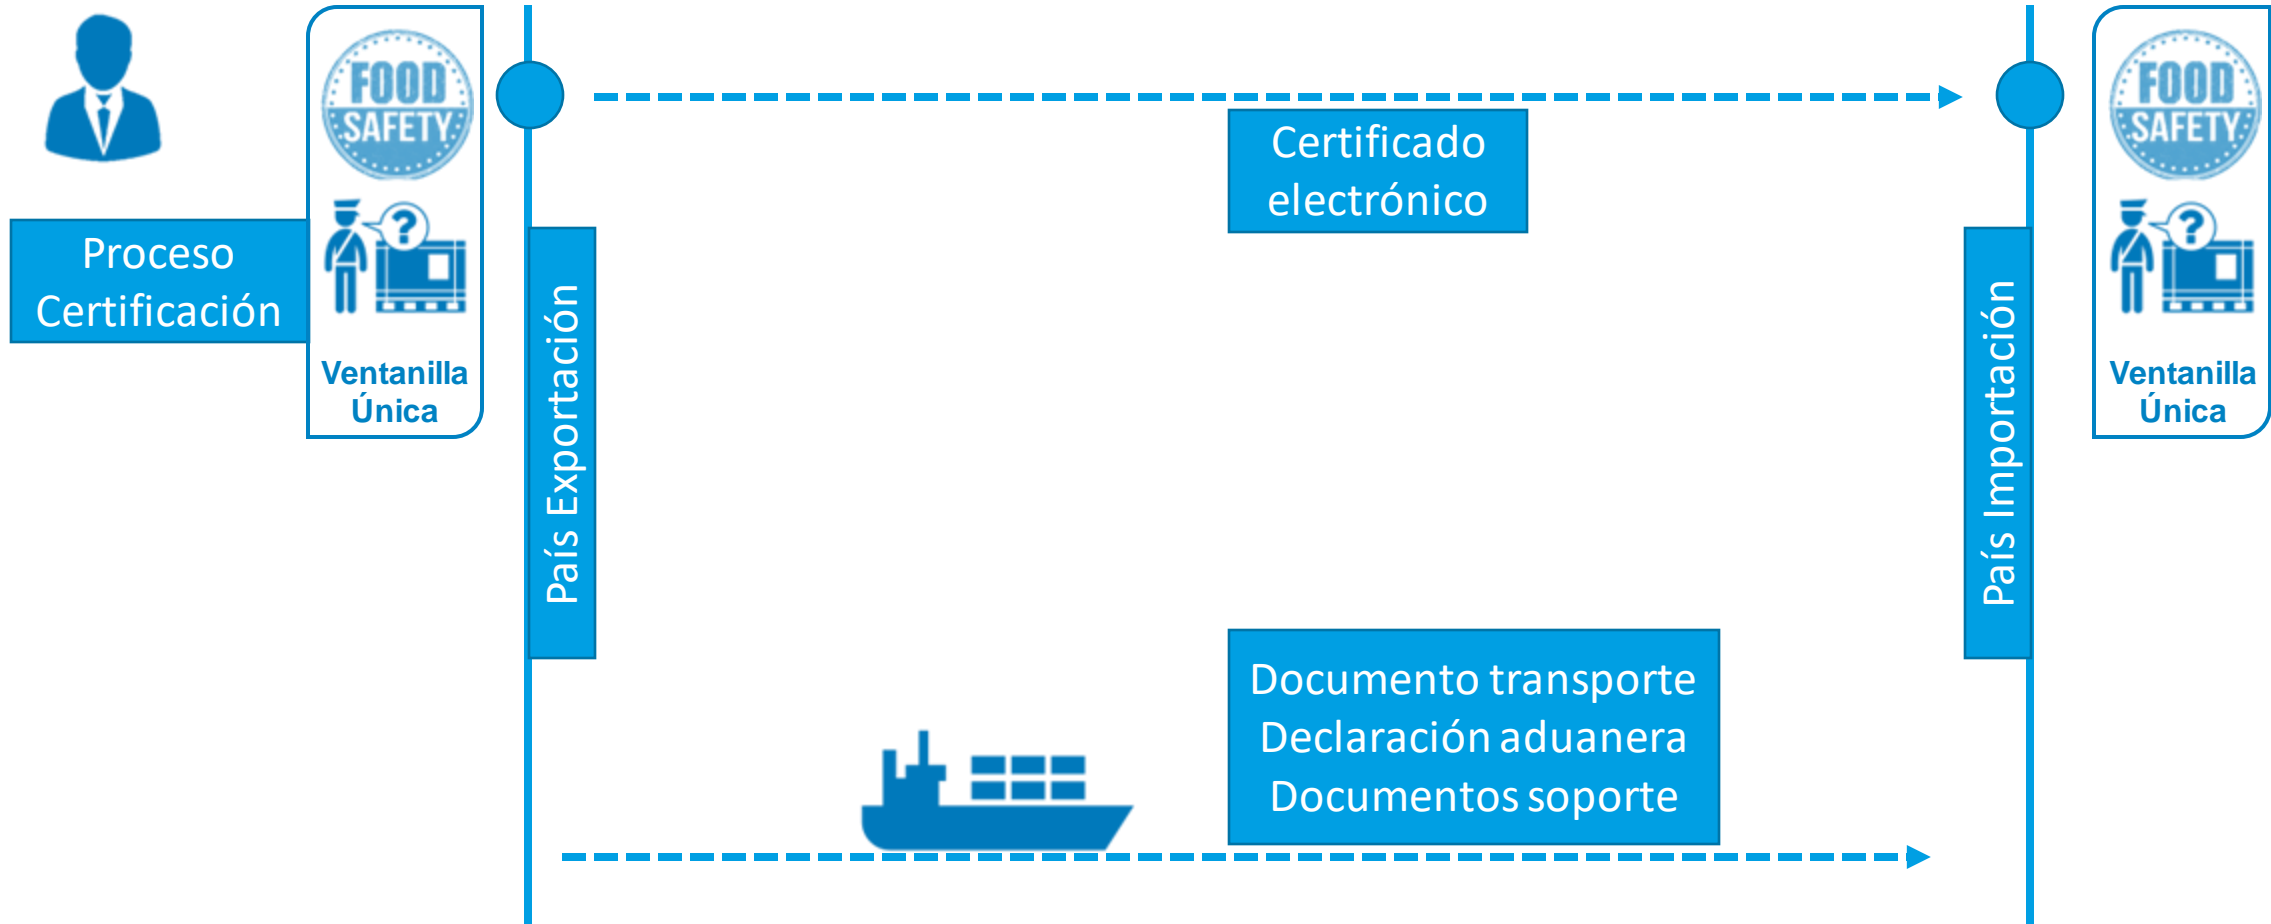 FOOD
SAFETY
?
Proceso
Certificación
Ventanilla
Única
País Exportación
Certificado
electrónico
Documento transporte
Declaración aduanera
Documentos soporte
País Importación
FOOD
SAFETY
?
Ventanilla
Única